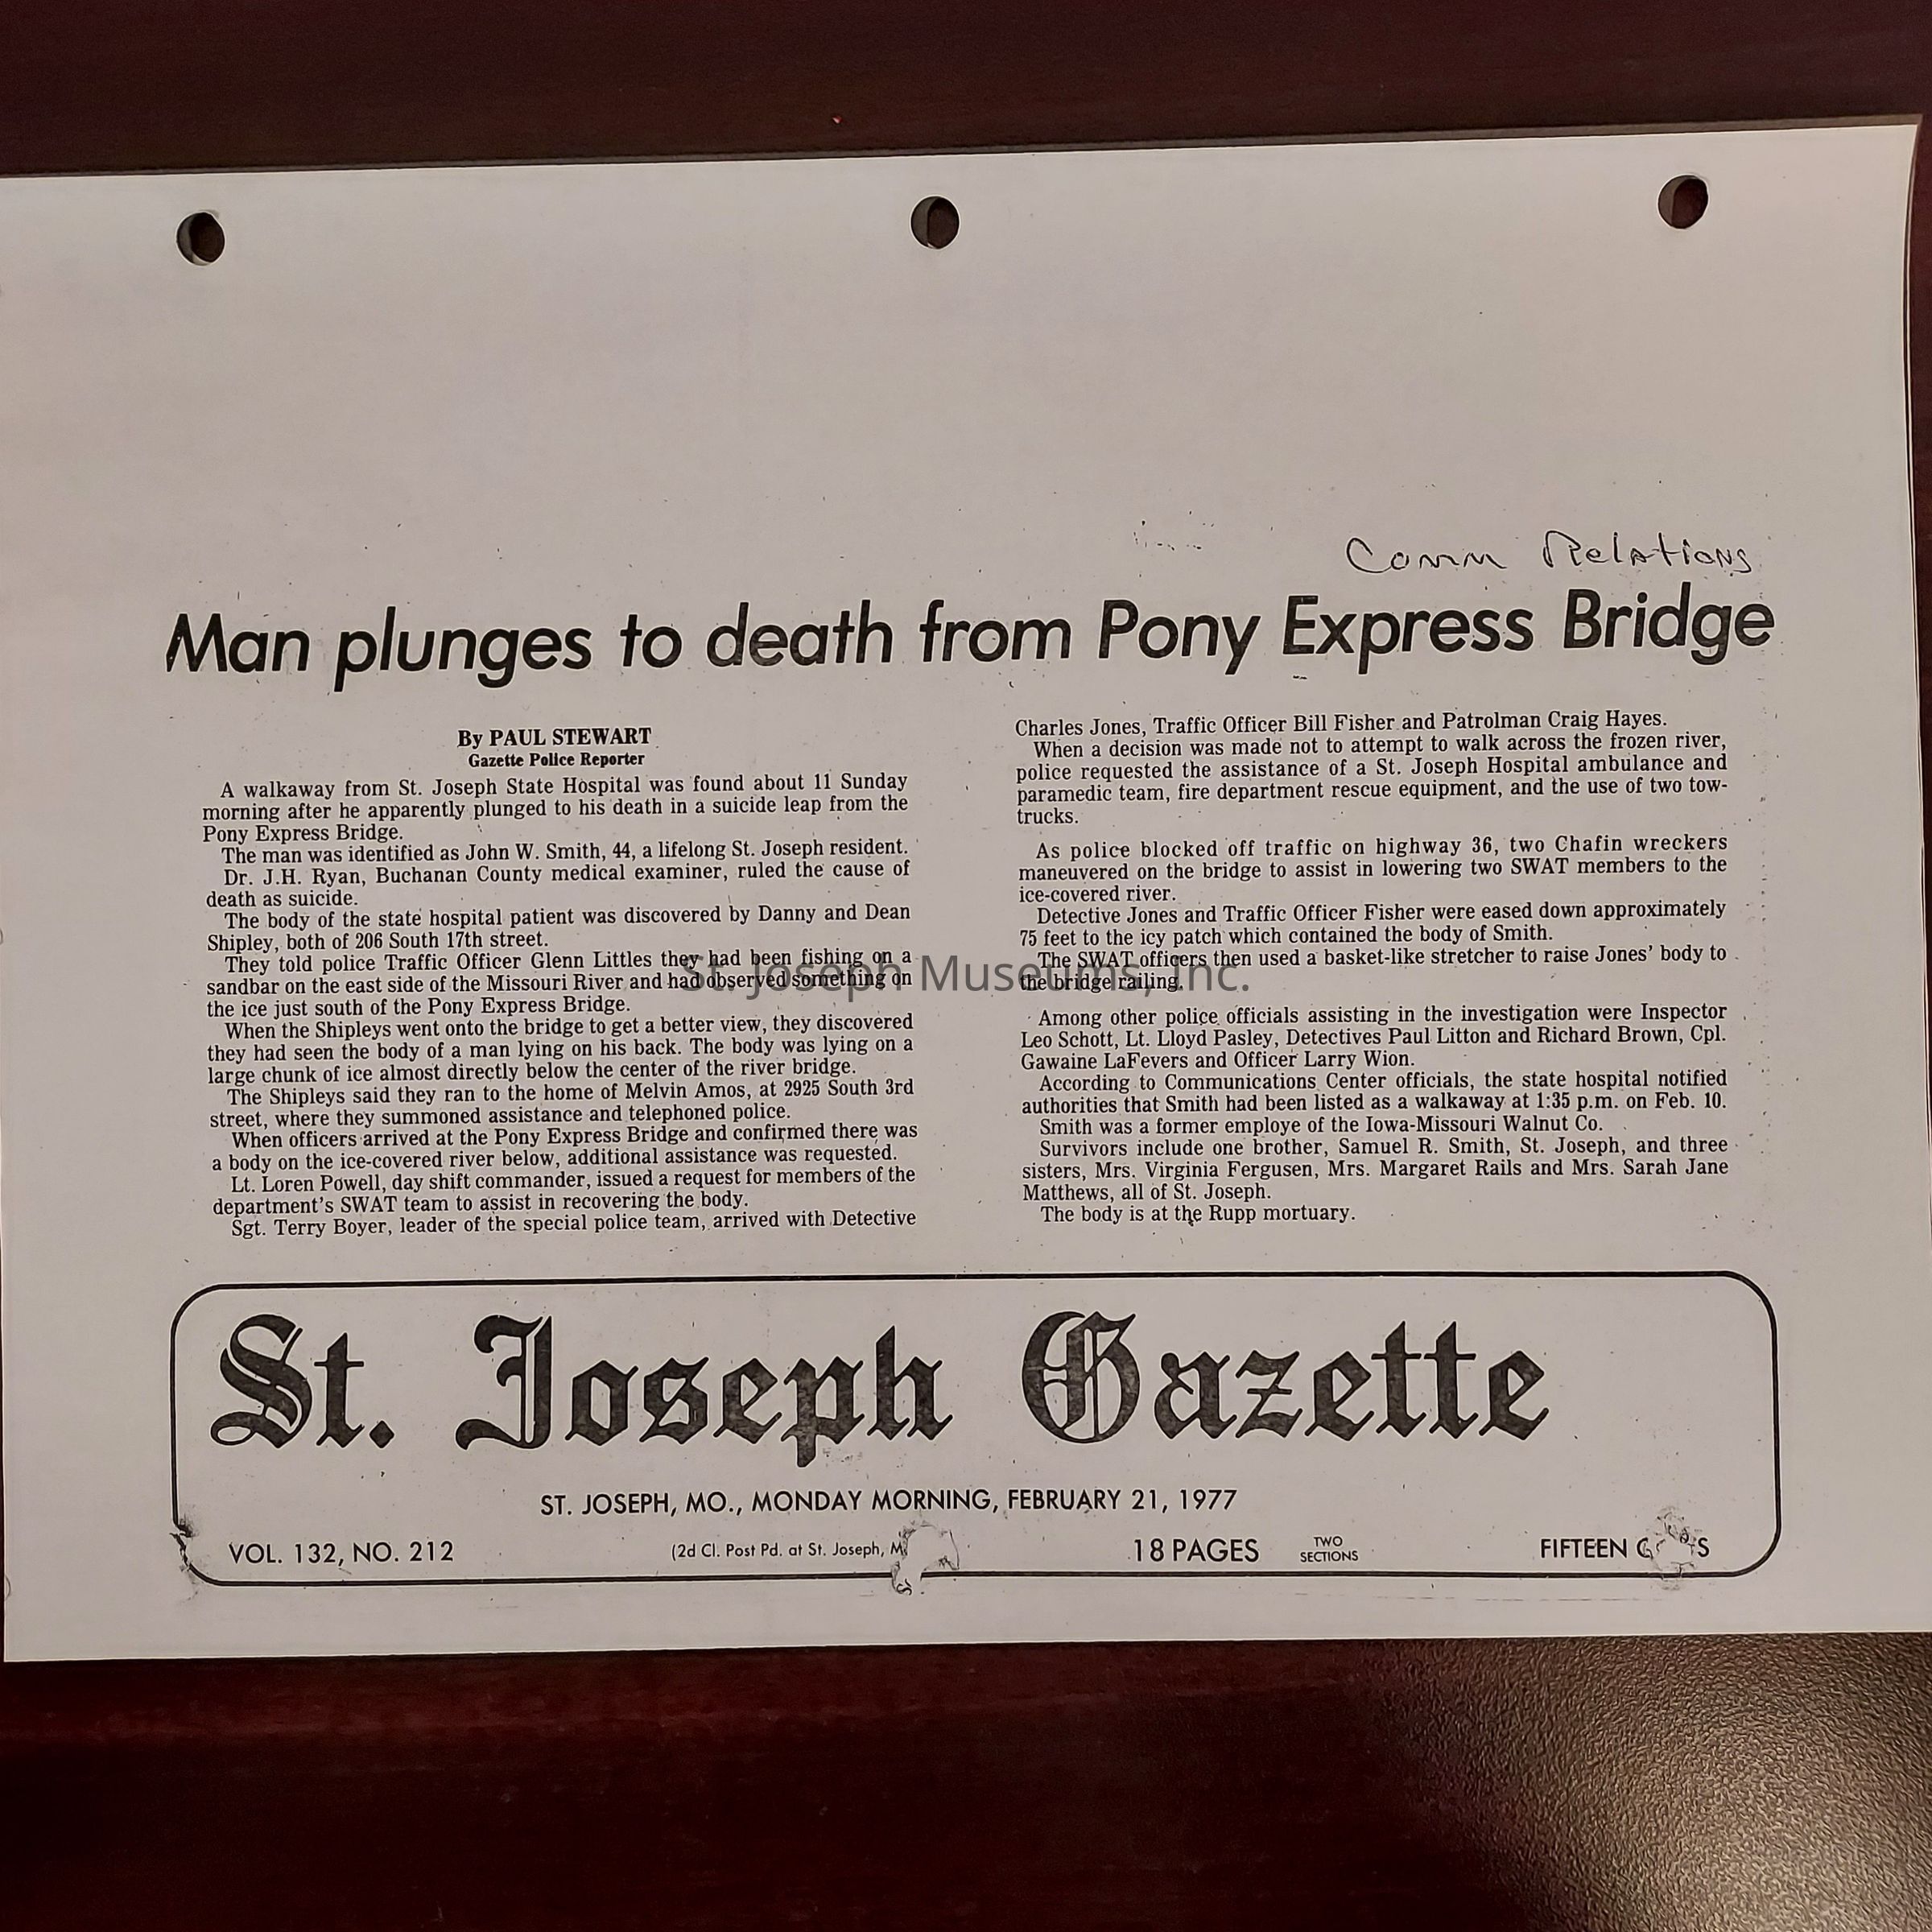 Comm Relations
Man plunges to death from Pony Express Bridge
By PAUL STEWART
Gazette Police Reporter
A walkaway from St. Joseph State Hospital was found about 11 Sunday
morning after he apparently plunged to his death in a suicide leap from the
Pony Express Bridge.
The man was identified as John W. Smith, 44, a lifelong St. Joseph resident.
Dr. J.H. Ryan, Buchanan County medical examiner, ruled the cause of
death as suicide.
The body of the state hospital patient was discovered by Danny and Dean
Shipley, both of 206 South 17th street.
They told police Traffic Officer Glenn Littles they had been fishing on a
sandbar on the east side of the Missouri River and had observed something on
the ice just south of the Pony Express Bridge.
When the Shipleys went onto the bridge to get a better view, they discovered
they had seen the body of a man lying on his back. The body was lying on a
large chunk of ice almost directly below the center of the river bridge.
The Shipleys said they ran to the home of Melvin Amos, at 2925 South 3rd
street, where they summoned assistance and telephoned police.
When officers arrived at the Pony Express Bridge and confirmed there was
a body on the ice-covered river below, additional assistance was requested.
Lt. Loren Powell, day shift commander, issued a request for members of the
department's SWAT team to assist in recovering the body.
Sgt. Terry Boyer, leader of the special police team, arrived with Detective
Charles Jones, Traffic Officer Bill Fisher and Patrolman Craig Hayes.
When a decision was made not to attempt to walk across the frozen river,
police requested the assistance of a St. Joseph Hospital ambulance and
paramedic team, fire department rescue equipment, and the use of two tow-
trucks.
As police blocked off traffic on highway 36, two Chafin wreckers
maneuvered on the bridge to assist in lowering two SWAT members to the
ice-covered river.
Detective Jones and Traffic Officer Fisher were eased down approximately
75 feet to the icy patch which contained the body of Smith.
The SWAT officers then used a basket-like stretcher to raise Jones' body to
the bridge railing.
Among other police officials assisting in the investigation were Inspector
Leo Schott, Lt. Lloyd Pasley, Detectives Paul Litton and Richard Brown, Cpl.
Gawaine LaFevers and Officer Larry Wion.
According to Communications Center officials, the state hospital notified
authorities that Smith had been listed as a walkaway at 1:35 p.m. on Feb. 10.
Smith was a former employe of the Iowa-Missouri Walnut Co.
Survivors include one brother, Samuel R. Smith, St. Joseph, and three
sisters, Mrs. Virginia Fergusen, Mrs. Margaret Rails and Mrs. Sarah Jane
Matthews, all of St. Joseph.
The body is at the Rupp mortuary.
St. Joseph Museums, Inc.
St. Joseph Gazette
ST. JOSEPH, MO., MONDAY MORNING, FEBRUARY 21, 1977
VOL. 132, NO. 212 (2d Cl. Post Pd. at St. Joseph, 18 PAGES TWO SECTIONS FIFTEEN